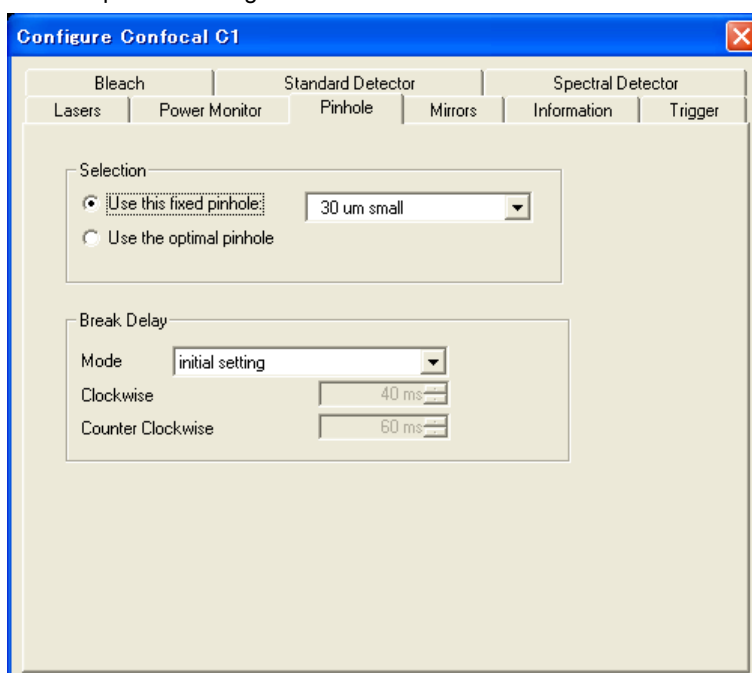 Configure Confocal C1
Bleach Standard Detector Spectral Detector
Lasers Power Monitor Pinhole Mirrors Information Trigger
Selection
Use this fixed pinhole: 30 um small
Use the optimal pinhole
Break Delay
Mode initial setting
Clockwise 40 ms
Counter Clockwise 60 ms